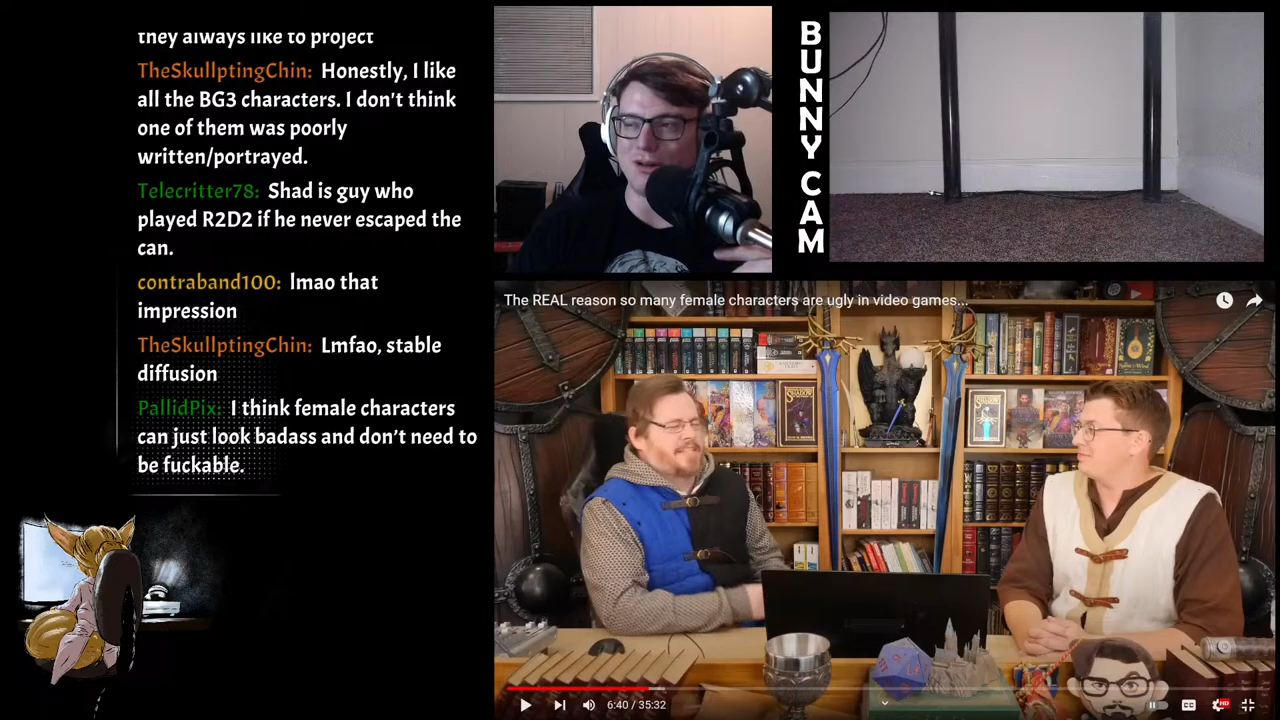 they always like to project
TheSkullptingChin: Honestly, I like
all the BG3 characters. I don't think
one of them was poorly
written/portrayed.
Telecritter78: Shad is guy who
played R2D2 if he never escaped the
can.
contraband100: lmao that
impression
TheSkullptingChin: Lmfao, stable
diffusion
PallidPix: I think female characters
can just look badass and don't need to
be fuckable.
BUNNY CAM
The REAL reason so many female characters are ugly in video games...
6:40 / 35:32
CC
HD